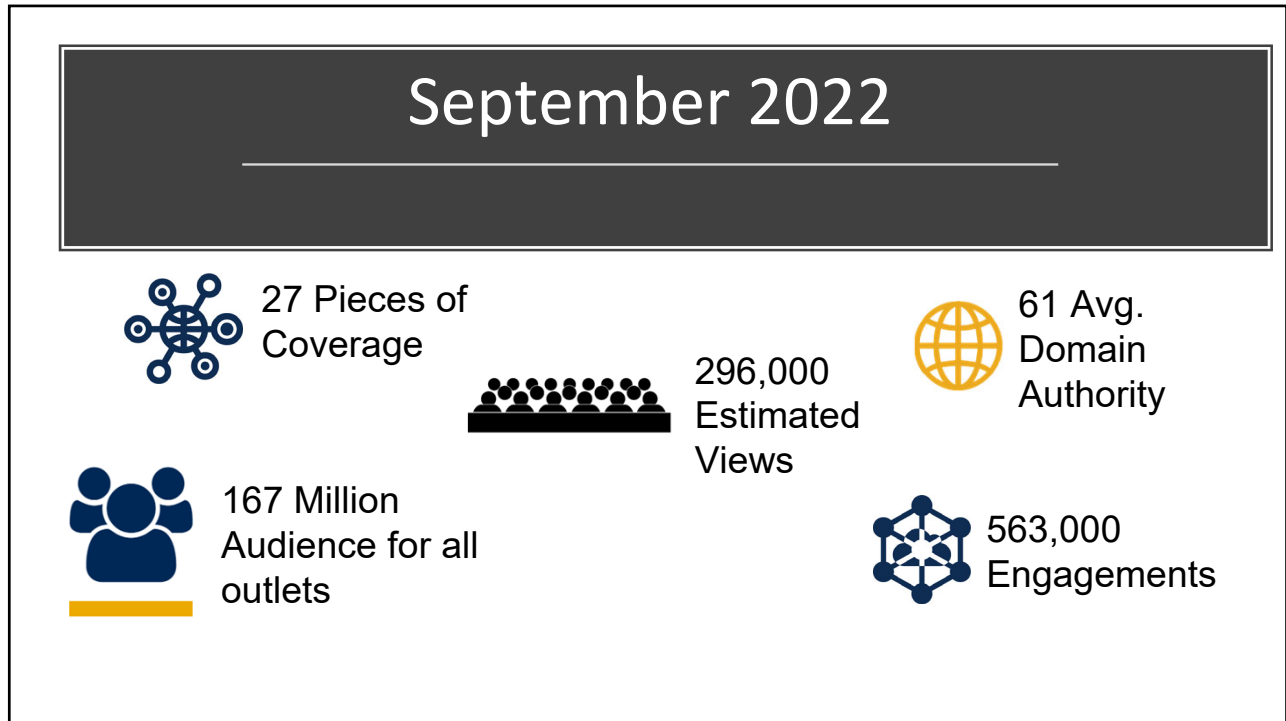 September 2022
27 Pieces of
Coverage
61 Avg.
Domain
Authority
296,000
Estimated
Views
167 Million
Audience for all
outlets
563,000
Engagements